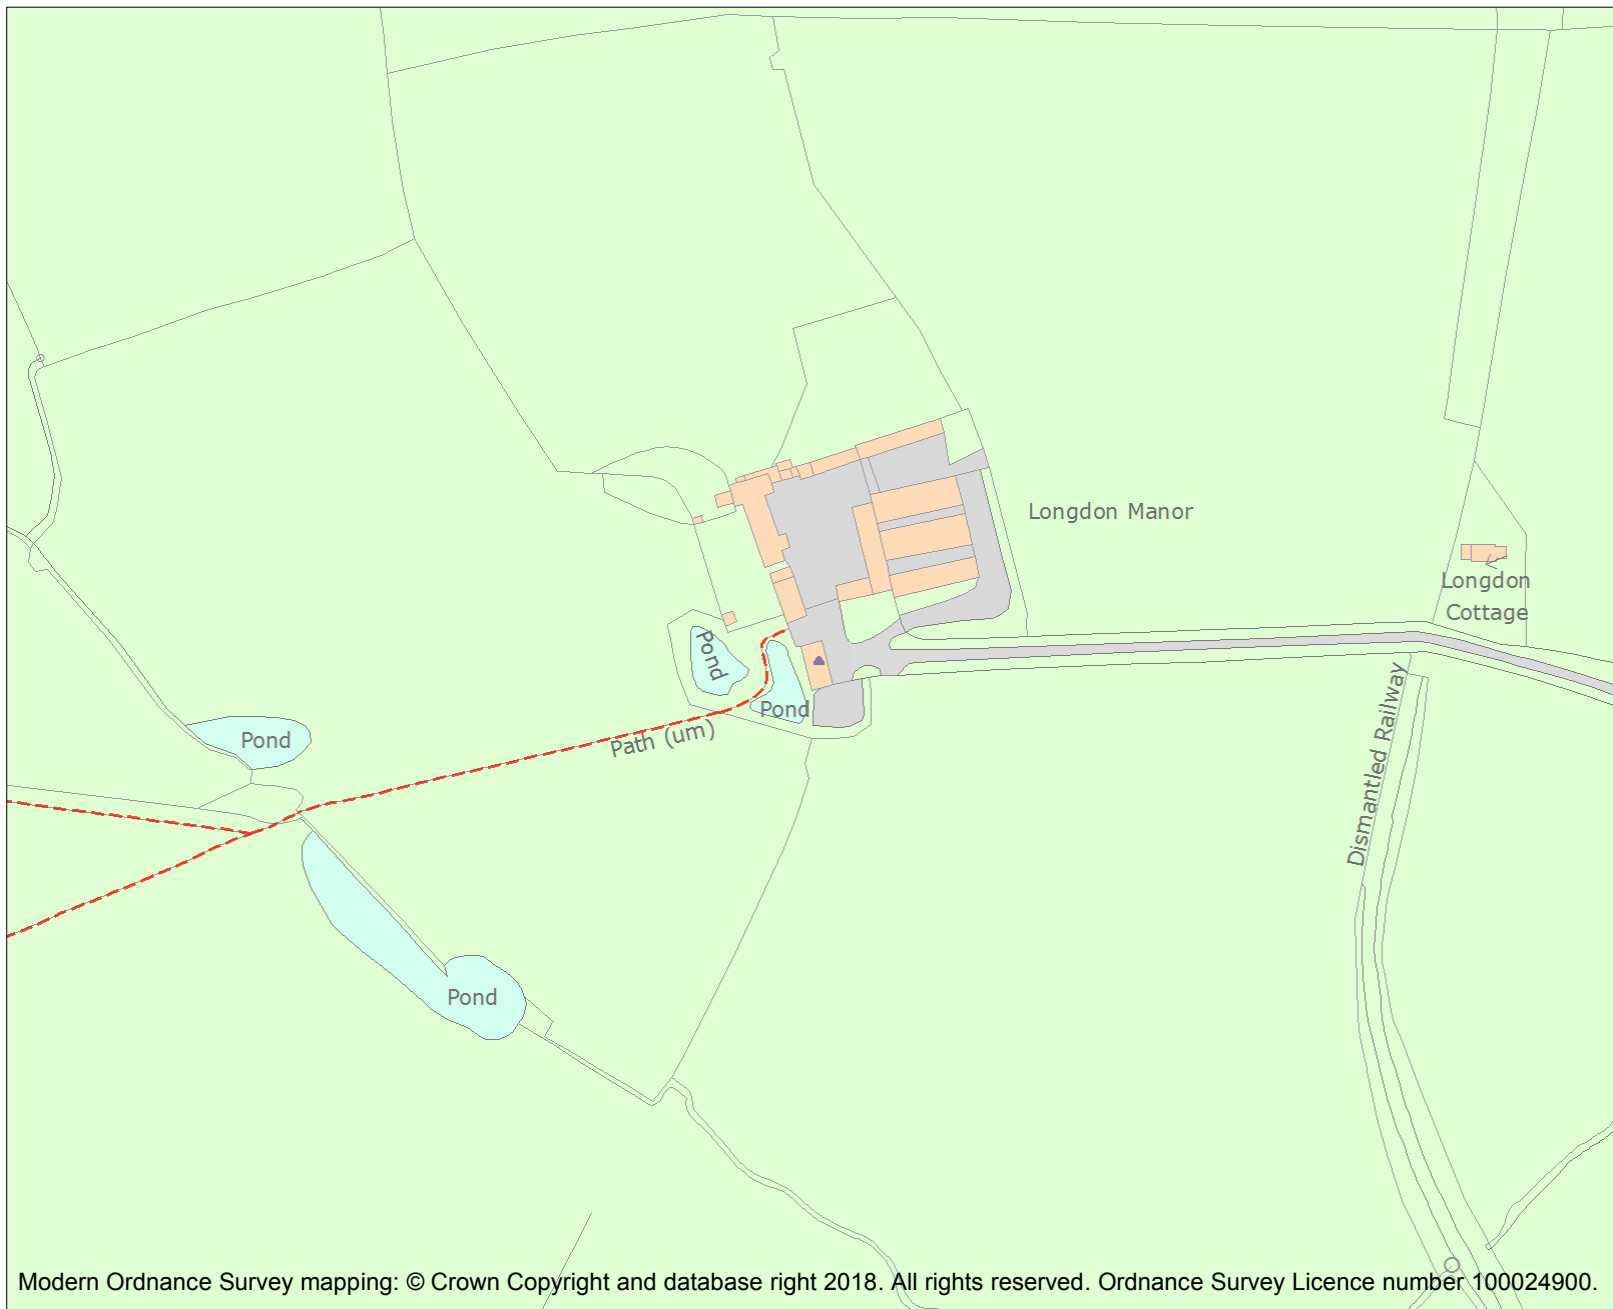 Longdon Manor
Longdon
Cottage
Pond
Pond
Path (um)
Pond
Dismantled Railway
Pond
Modern Ordnance Survey mapping: © Crown Copyright and database right 2018. All rights reserved. Ordnance Survey Licence number 100024900.